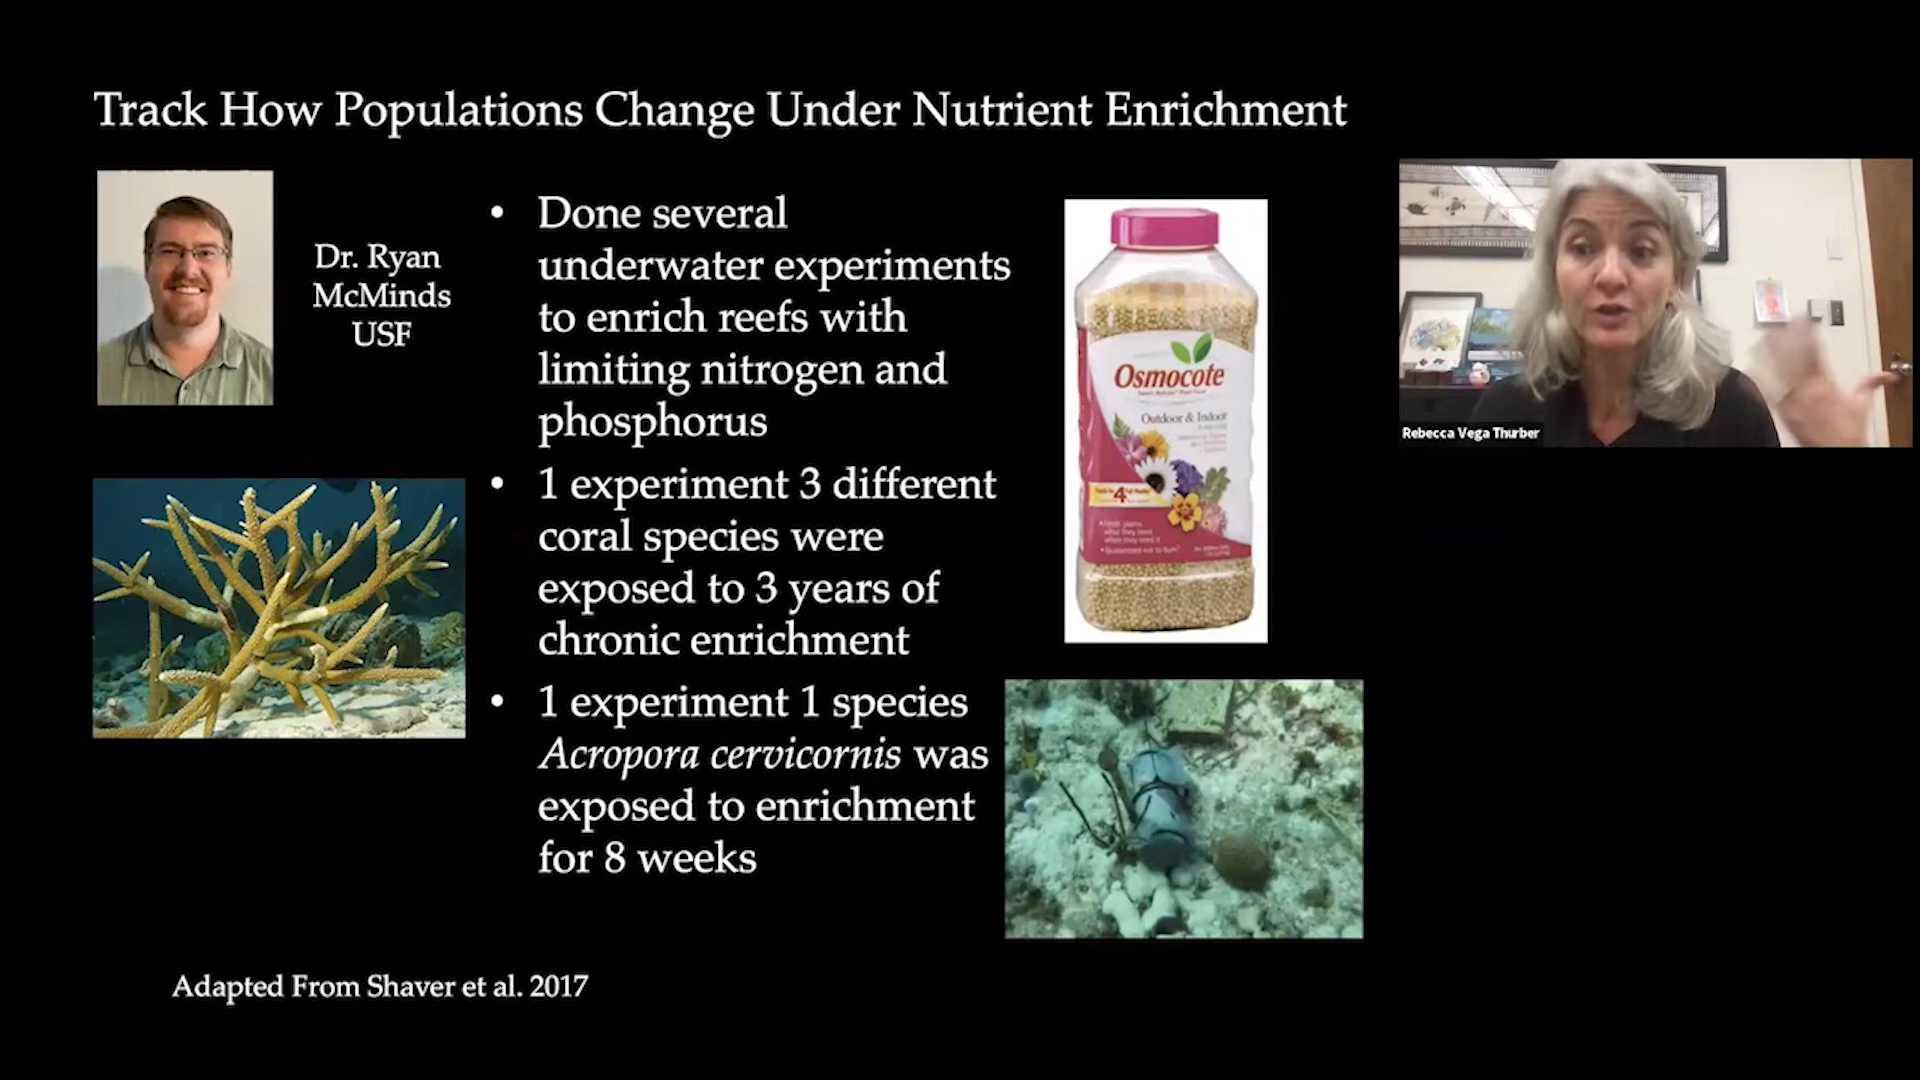 Track How Populations Change Under Nutrient Enrichment
Dr. Ryan
McMinds
USF
• Done several
underwater experiments
to enrich reefs with
limiting nitrogen and
phosphorus
• 1 experiment 3 different
coral species were
exposed to 3 years of
chronic enrichment
• 1 experiment 1 species
Acropora cervicornis was
exposed to enrichment
for 8 weeks
Adapted From Shaver et al. 2017
Osmocote
Outdoor & Indoor
4
Rebecca Vega Thurber